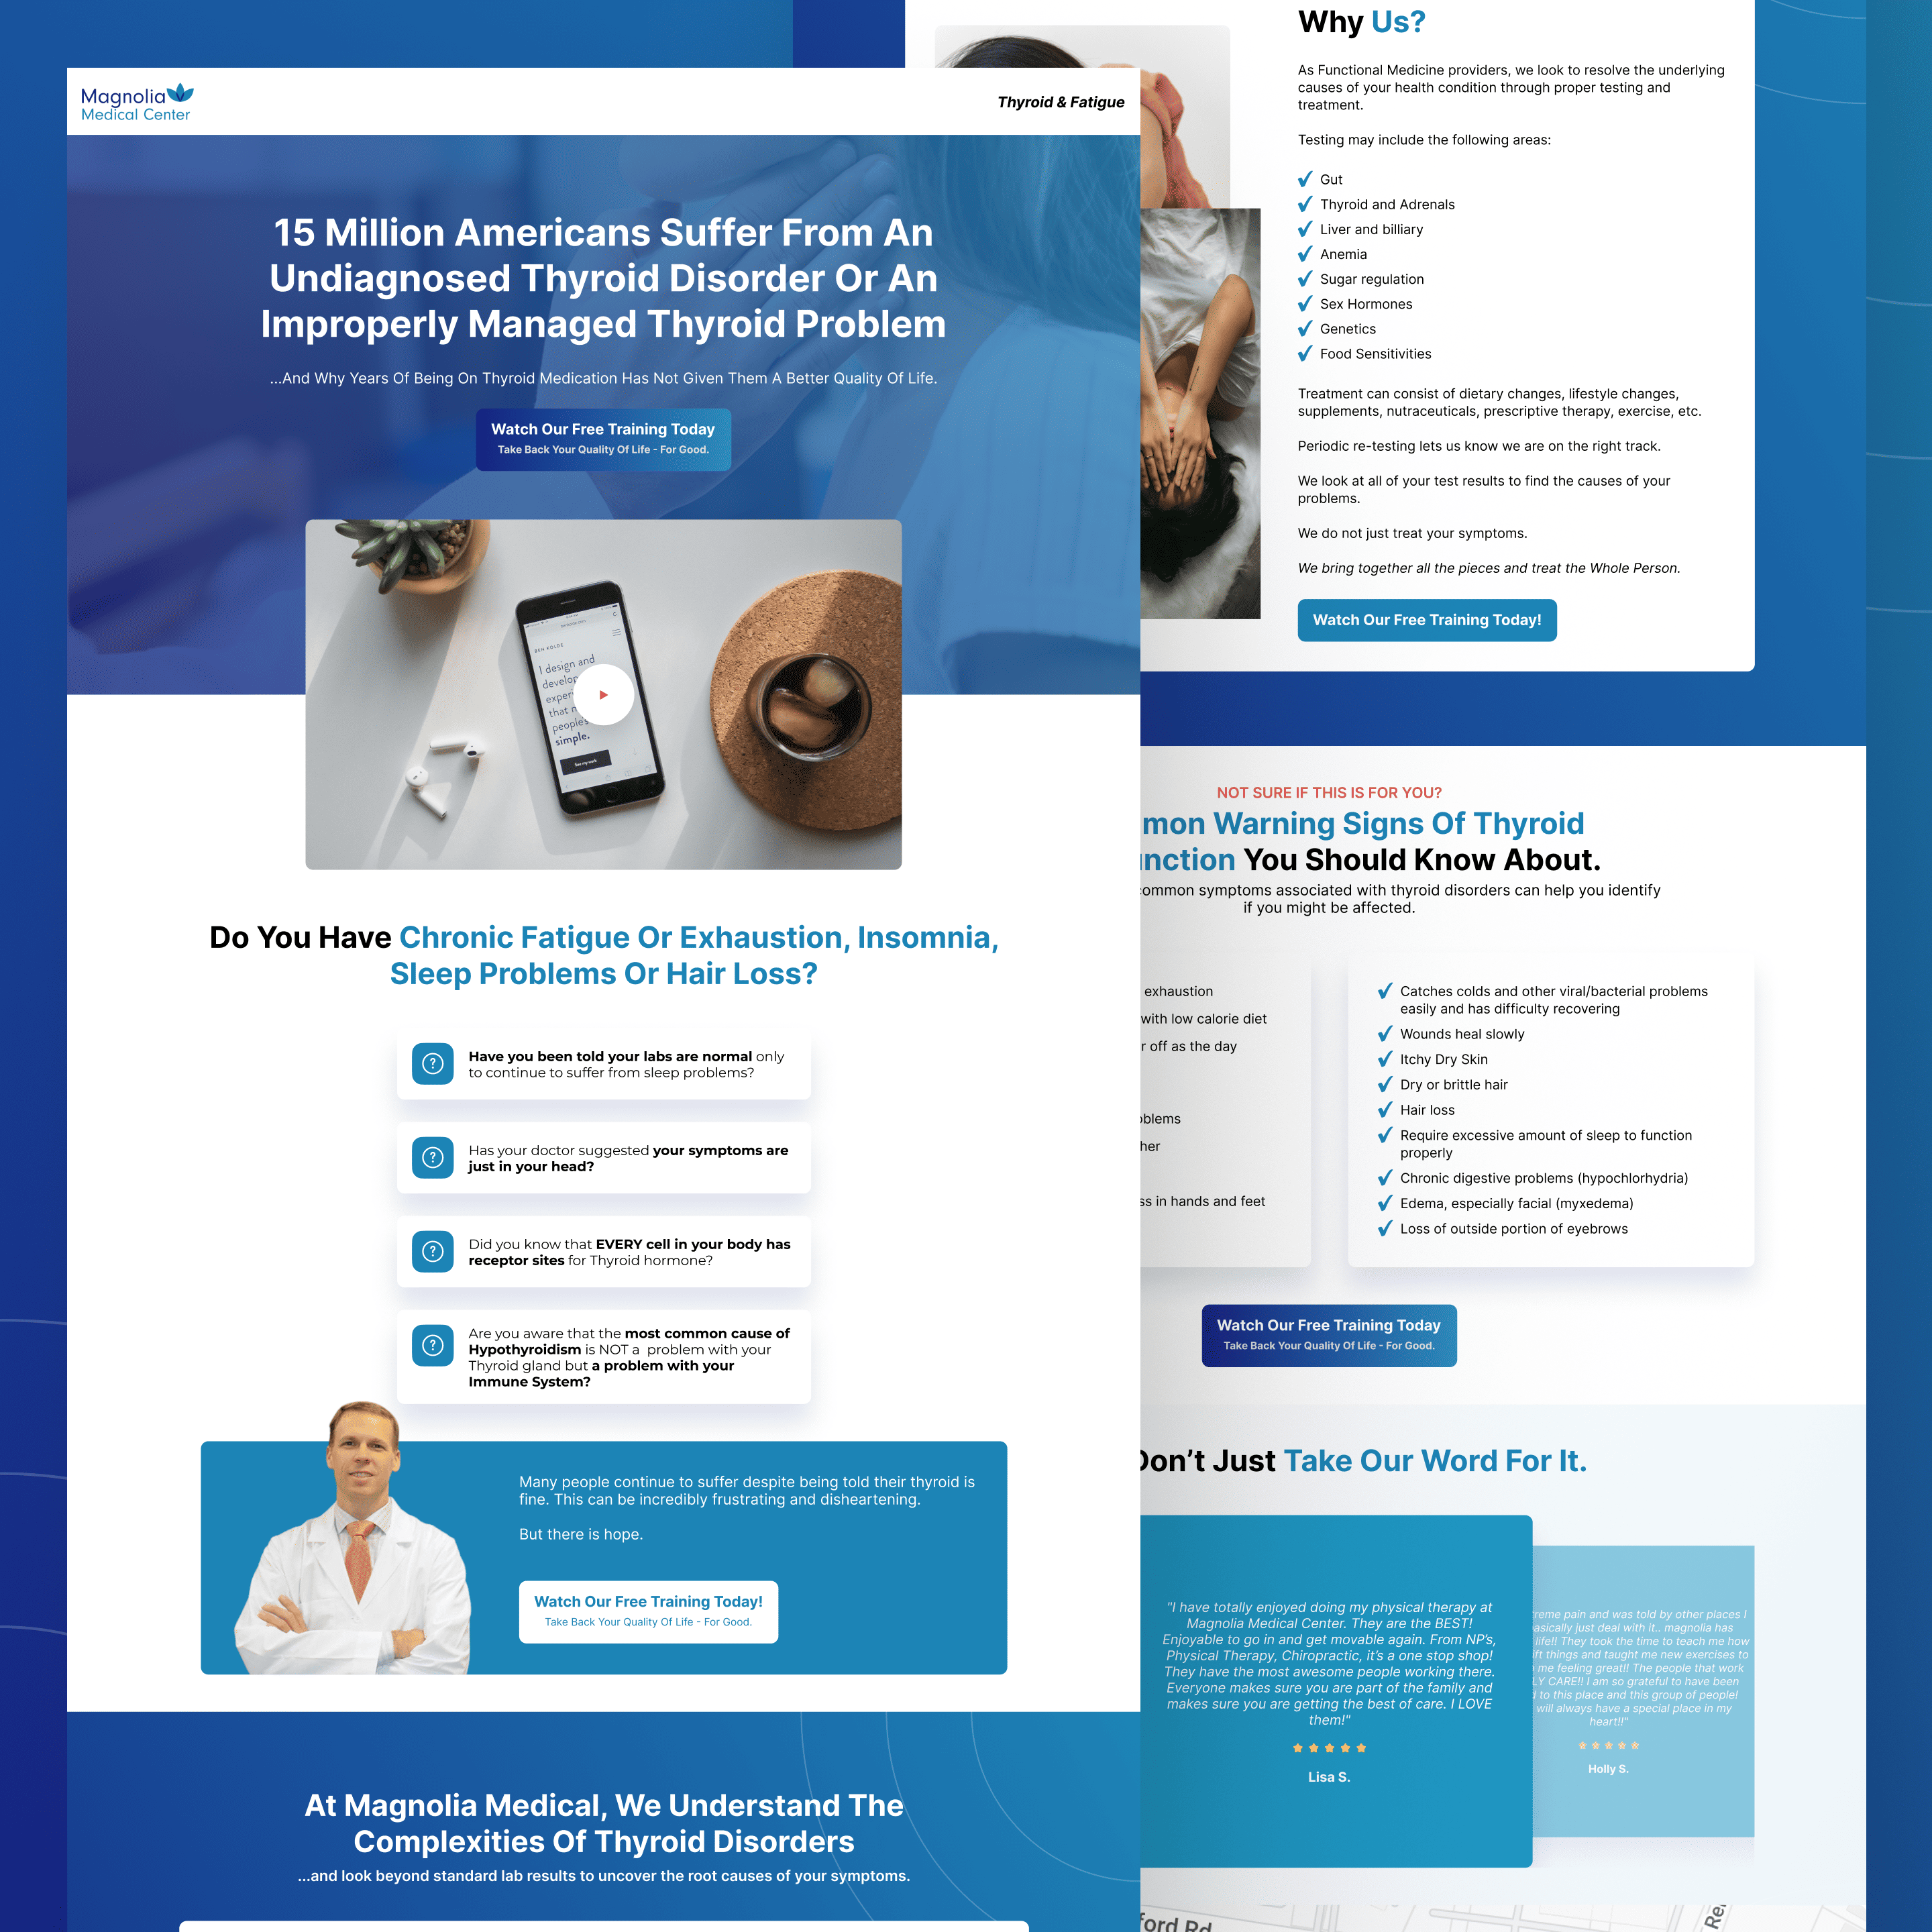 Magnolia
Medical Center
Thyroid & Fatigue
15 Million Americans Suffer From An
Undiagnosed Thyroid Disorder Or An
Improperly Managed Thyroid Problem
...And Why Years Of Being On Thyroid Medication Has Not Given Them A Better Quality Of Life.
Watch Our Free Training Today
Take Back Your Quality Of Life - For Good.
BEN KOLDE
I design and
develop
experi
that m
peoples
simple.
See my work
Do You Have Chronic Fatigue Or Exhaustion, Insomnia,
Sleep Problems Or Hair Loss?
Have you been told your labs are normal only
to continue to suffer from sleep problems?
Has your doctor suggested your symptoms are
just in your head?
Did you know that EVERY cell in your body has
receptor sites for Thyroid hormone?
Are you aware that the most common cause of
Hypothyroidism is NOT a problem with your
Thyroid gland but a problem with your
Immune System?
Many people continue to suffer despite being told their thyroid is
fine. This can be incredibly frustrating and disheartening.
But there is hope.
Watch Our Free Training Today!
Take Back Your Quality Of Life - For Good.
At Magnolia Medical, We Understand The
Complexities Of Thyroid Disorders
...and look beyond standard lab results to uncover the root causes of your symptoms.
Why Us?
As Functional Medicine providers, we look to resolve the underlying
causes of your health condition through proper testing and
treatment.
Testing may include the following areas:
Gut
Thyroid and Adrenals
Liver and billiary
Anemia
Sugar regulation
Sex Hormones
Genetics
Food Sensitivities
Treatment can consist of dietary changes, lifestyle changes,
supplements, nutraceuticals, prescriptive therapy, exercise, etc.
Periodic re-testing lets us know we are on the right track.
We look at all of your test results to find the causes of your
problems.
We do not just treat your symptoms.
We bring together all the pieces and treat the Whole Person.
Watch Our Free Training Today!
NOT SURE IF THIS IS FOR YOU?
mon Warning Signs Of Thyroid
nction You Should Know About.
common symptoms associated with thyroid disorders can help you identify
if you might be affected.
exhaustion
with low calorie diet
r off as the day
oblems
her
ss in hands and feet
Catches colds and other viral/bacterial problems
easily and has difficulty recovering
Wounds heal slowly
Itchy Dry Skin
Dry or brittle hair
Hair loss
Require excessive amount of sleep to function
properly
Chronic digestive problems (hypochlorhydria)
Edema, especially facial (myxedema)
Loss of outside portion of eyebrows
Watch Our Free Training Today
Take Back Your Quality Of Life - For Good.
Don't Just Take Our Word For It.
"I have totally enjoyed doing my physical therapy at
Magnolia Medical Center. They are the BEST!
Enjoyable to go in and get movable again. From NP's,
Physical Therapy, Chiropractic, it's a one stop shop!
They have the most awesome people working there.
Everyone makes sure you are part of the family and
makes sure you are getting the best of care. I LOVE
them!"
Lisa S.
treme pain and was told by other places I
basically just deal with it.. magnolia has
life!! They took the time to teach me how
ift things and taught me new exercises to
me feeling great!! The people that work
LY CARE!! I am so grateful to have been
d to this place and this group of people!
will always have a special place in my
heart!!"
Holly S.
ford Rd
Re